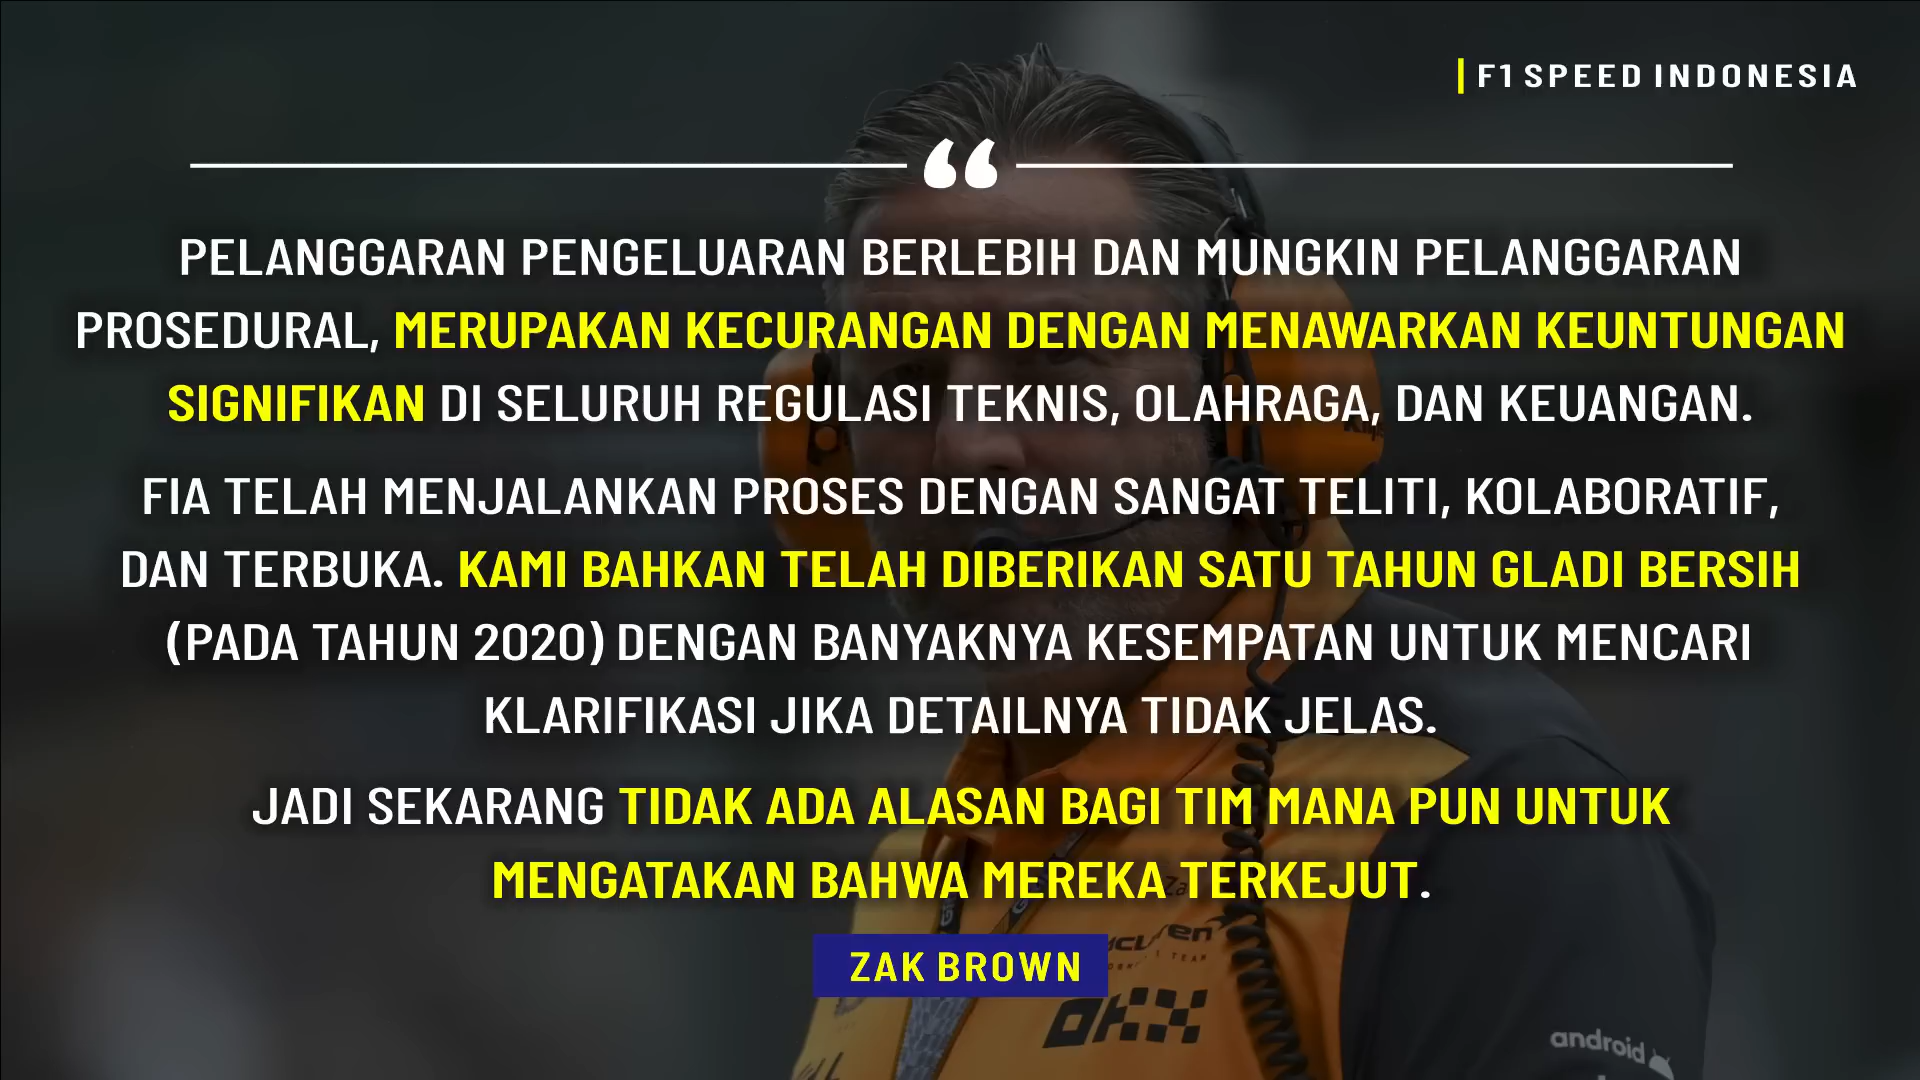 F1 SPEED INDONESIA
“
PELANGGARAN PENGELUARAN BERLEBIH DAN MUNGKIN PELANGGARAN
PROSEDURAL, MERUPAKAN KECURANGAN DENGAN MENAWARKAN KEUNTUNGAN
SIGNIFIKAN DI SELURUH REGULASI TEKNIS, OLAHRAGA, DAN KEUANGAN.
FIA TELAH MENJALANKAN PROSES DENGAN SANGAT TELITI, KOLABORATIF,
DAN TERBUKA. KAMI BAHKAN TELAH DIBERIKAN SATU TAHUN GLADI BERSIH
(PADA TAHUN 2020) DENGAN BANYAKNYA KESEMPATAN UNTUK MENCARI
KLARIFIKASI JIKA DETAILNYA TIDAK JELAS.
JADI SEKARANG TIDAK ADA ALASAN BAGI TIM MANA PUN UNTUK
MENGATAKAN BAHWA MEREKA TERKEJUT.
ZAK BROWN
OKX
android